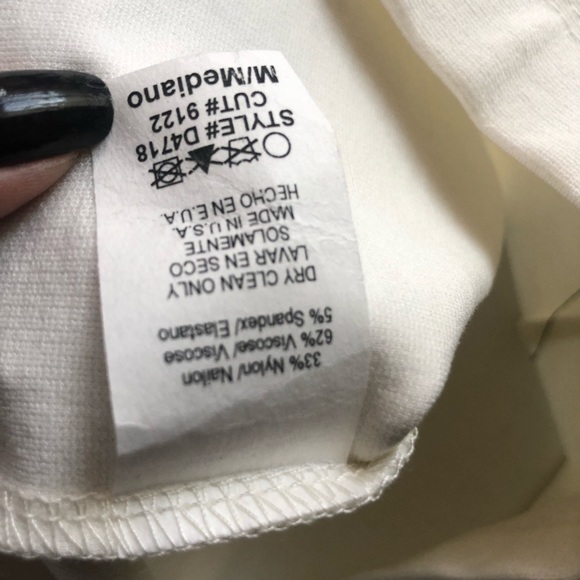 33% Nylon/ Nailon
62% Viscose/ Viscose
5% Spandex/ Elastano
DRY CLEAN ONLY
LAVAR EN SECO
SOLAMENTE
MADE IN U.S.A.
HECHO EN E.U.A.
STYLE# D4718
CUT# 9122
M/Mediano